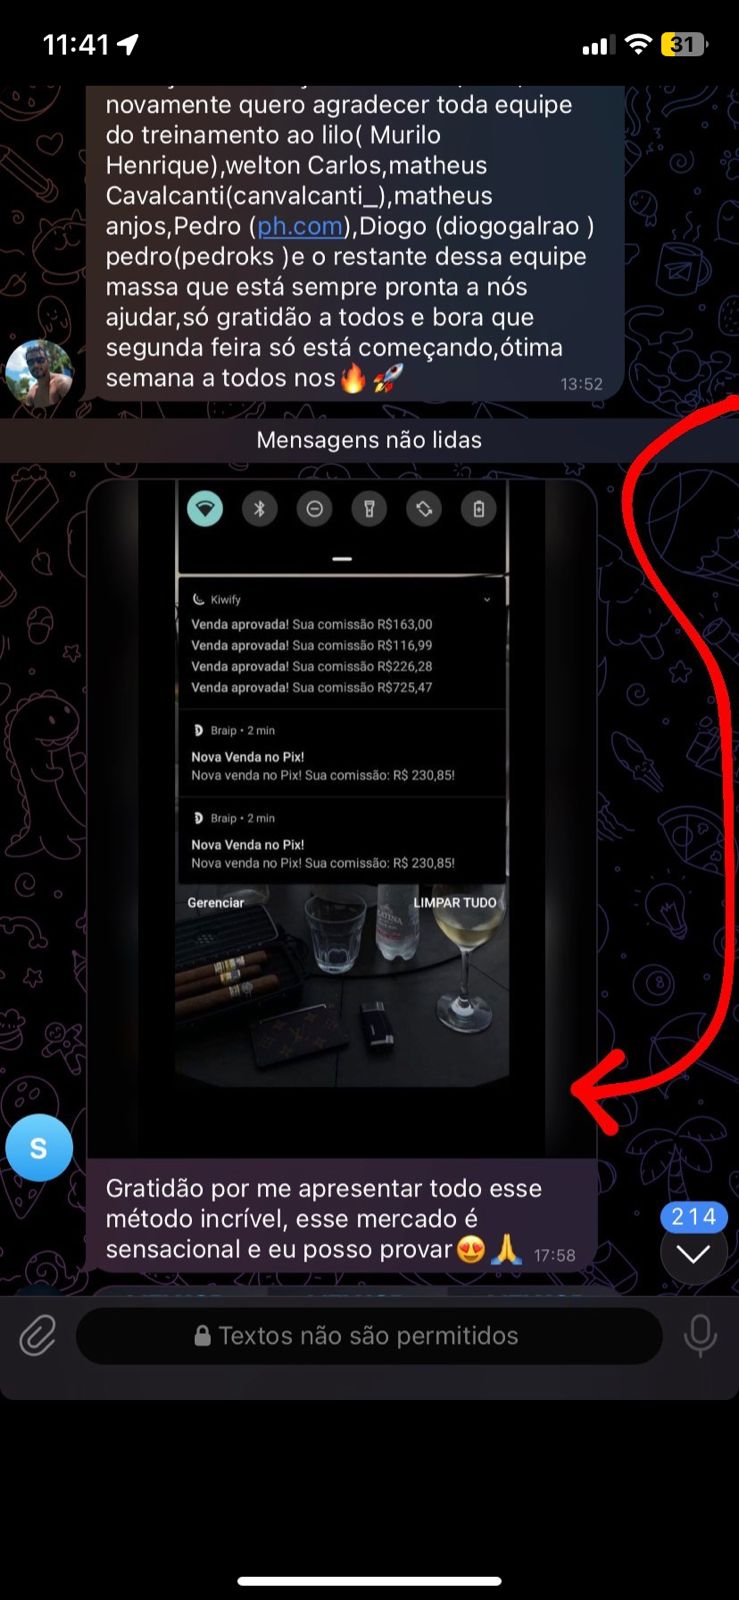 11:41
31
novamente quero agradecer toda equipe
do treinamento ao lilo( Murilo
Henrique),welton Carlos,matheus
Cavalcanti(canvalcanti_),matheus
anjos,Pedro (ph.com),Diogo (diogogalrao )
pedro(pedroks )e o restante dessa equipe
massa que está sempre pronta a nós
ajudar,só gratidão a todos e bora que
segunda feira só está começando,ótima
semana a todos nos🔥🚀
13:52
Mensagens não lidas
Kiwify
Venda aprovada! Sua comissão R$163,00
Venda aprovada! Sua comissão R$116,99
Venda aprovada! Sua comissão R$226,28
Venda aprovada! Sua comissão R$725,47
Braip • 2 min
Nova Venda no Pix!
Nova venda no Pix! Sua comissão: R$ 230,85!
Braip • 2 min
Nova Venda no Pix!
Nova venda no Pix! Sua comissão: R$ 230,85!
Gerenciar LIMPAR TUDO
S
Gratidão por me apresentar todo esse
método incrível, esse mercado é
sensacional e eu posso provar😍🙏 17:58
214
Textos não são permitidos